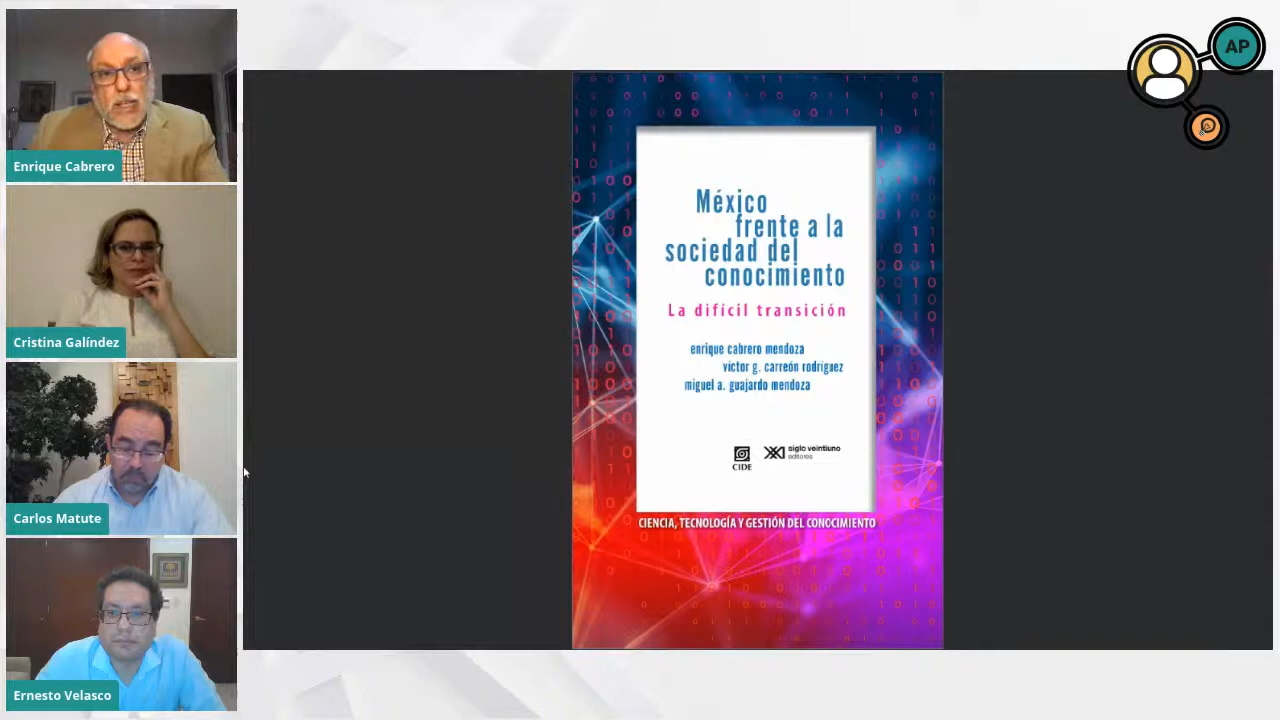 Enrique Cabrero
Cristina Galíndez
Carlos Matute
Ernesto Velasco
México
frente a la
sociedad del
conocimiento
La difícil transición
enrique cabrero mendoza
víctor g. carreón rodríguez
miguel a. guajardo mendoza
CIDE
siglo veintiuno
editores
CIENCIA, TECNOLOGÍA Y GESTIÓN DEL CONOCIMIENTO
AP